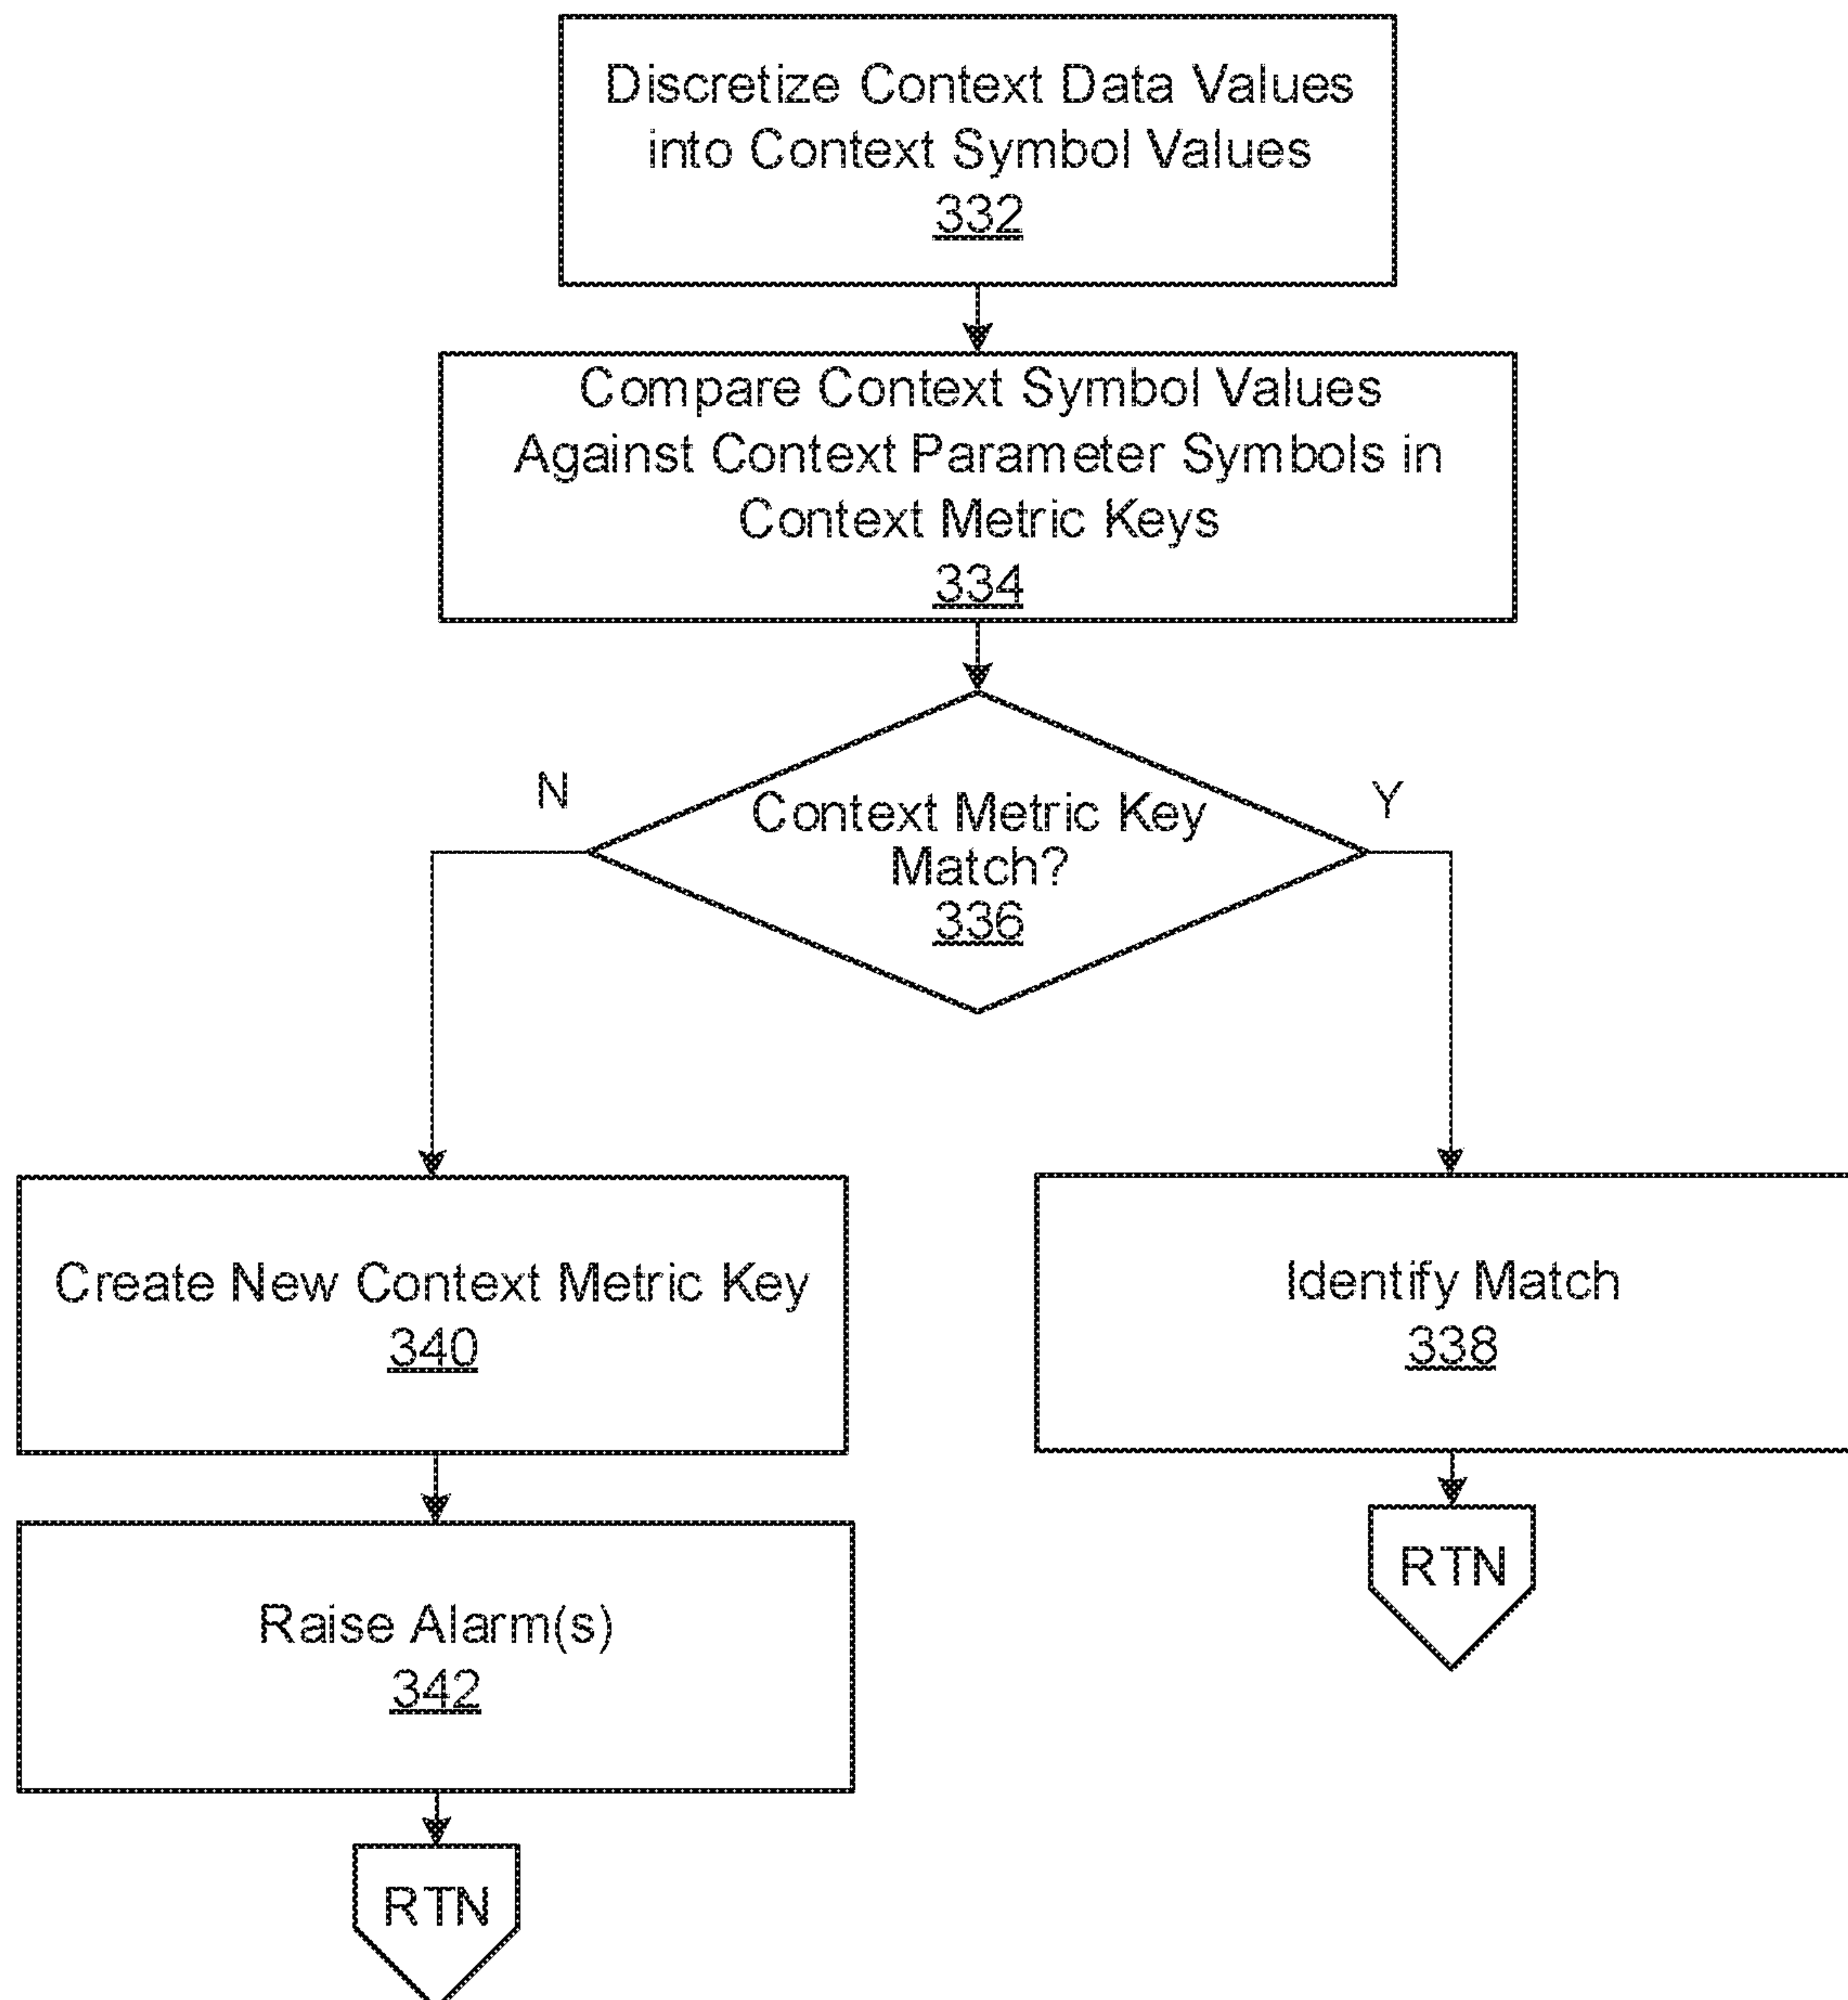 Discretize Context Data Values
into Context Symbol Values
332
Compare Context Symbol Values
Against Context Parameter Symbols in
Context Metric Keys
334
N
Y
Context Metric Key
Match?
336
Create New Context Metric Key
340
Identify Match
338
RTN
Raise Alarm(s)
342
RTN